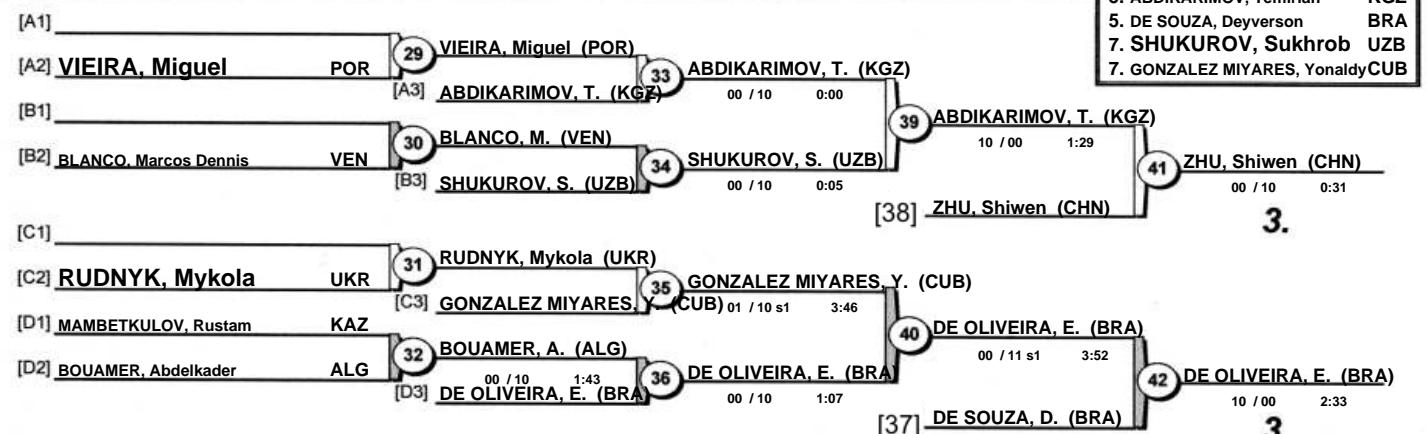 5. DE SOUZA, Deyverson BRA
7. SHUKUROV, Sukhrob UZB
7. GONZALEZ MIYARES, Yonaldy CUB
[A1]
[A2] VIEIRA, Miguel POR
29
VIEIRA, Miguel (POR)
[A3] ABDIKARIMOV, T. (KGZ)
33
ABDIKARIMOV, T. (KGZ)
00 / 10 0:00
[B1]
[B2] BLANCO, Marcos Dennis VEN
30
BLANCO, M. (VEN)
[B3] SHUKUROV, S. (UZB)
34
SHUKUROV, S. (UZB)
00 / 10 0:05
39
ABDIKARIMOV, T. (KGZ)
10 / 00 1:29
[38] ZHU, Shiwen (CHN)
41
ZHU, Shiwen (CHN)
00 / 10 0:31
3.
[C1]
[C2] RUDNYK, Mykola UKR
31
RUDNYK, Mykola (UKR)
[C3] GONZALEZ MIYARES, Y. (CUB)
35
GONZALEZ MIYARES, Y. (CUB)
01 / 10 s1 3:46
[D1] MAMBETKULOV, Rustam KAZ
[D2] BOUAMER, Abdelkader ALG
32
BOUAMER, A. (ALG)
00 / 10 1:43
[D3] DE OLIVEIRA, E. (BRA)
36
DE OLIVEIRA, E. (BRA)
00 / 10 1:07
40
DE OLIVEIRA, E. (BRA)
00 / 11 s1 3:52
[37] DE SOUZA, D. (BRA)
42
DE OLIVEIRA, E. (BRA)
10 / 00 2:33